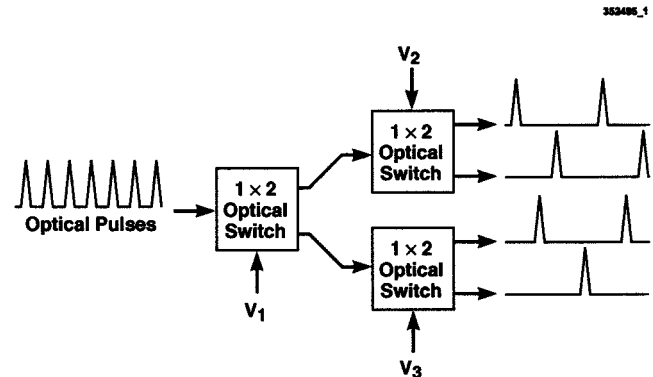 353495_1
V2
1 × 2
Optical
Switch
1 × 2
Optical
Switch
Optical Pulses
V1
1 × 2
Optical
Switch
V3